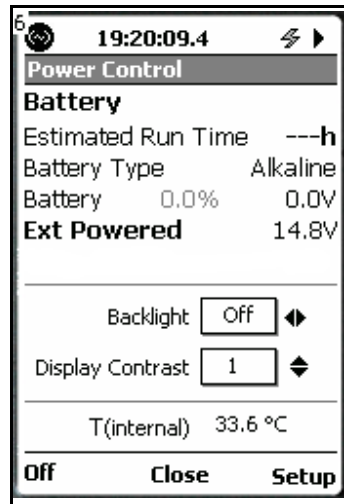 6
19:20:09.4
Power Control
Battery
Estimated Run Time ---h
Battery Type Alkaline
Battery 0.0% 0.0V
Ext Powered 14.8V
Backlight Off
Display Contrast 1
T(internal) 33.6 °C
Off Close Setup